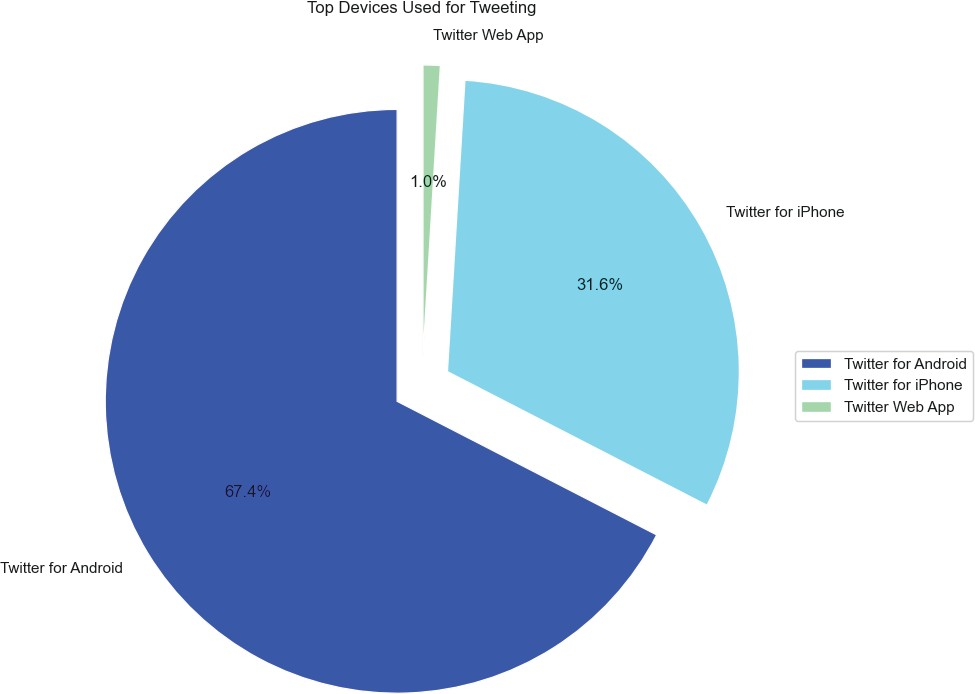 Top Devices Used for Tweeting
Twitter Web App
1.0%
Twitter for iPhone
31.6%
Twitter for Android
Twitter for iPhone
Twitter Web App
67.4%
Twitter for Android